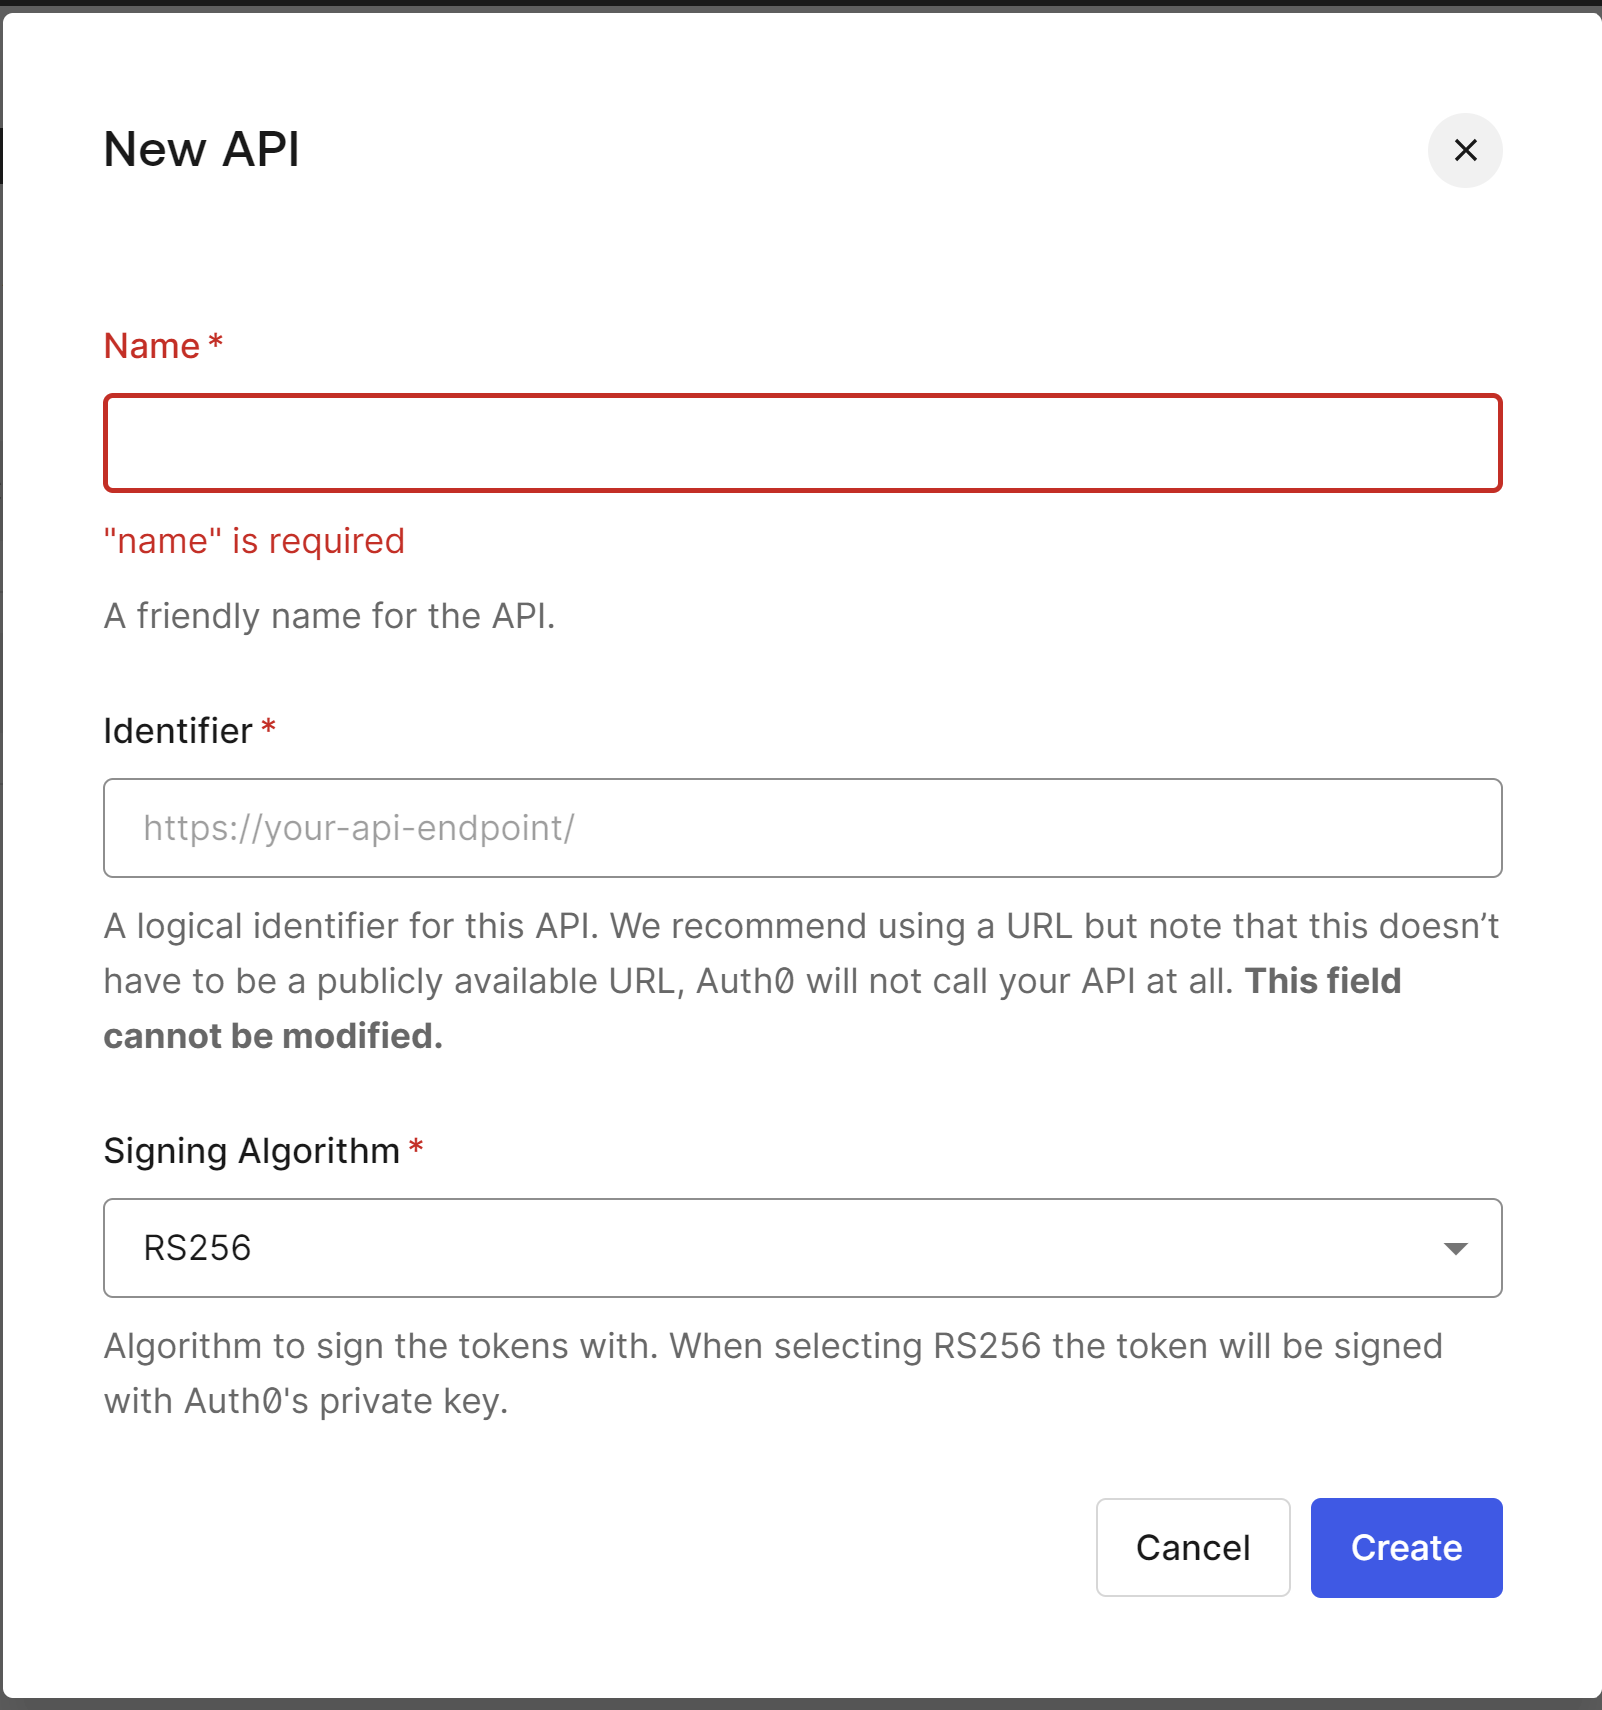 New API
Name *
"name" is required
A friendly name for the API.
Identifier *
https://your-api-endpoint/
A logical identifier for this API. We recommend using a URL but note that this doesn’t
have to be a publicly available URL, Auth0 will not call your API at all. This field
cannot be modified.
Signing Algorithm *
RS256
Algorithm to sign the tokens with. When selecting RS256 the token will be signed
with Auth0's private key.
Cancel
Create